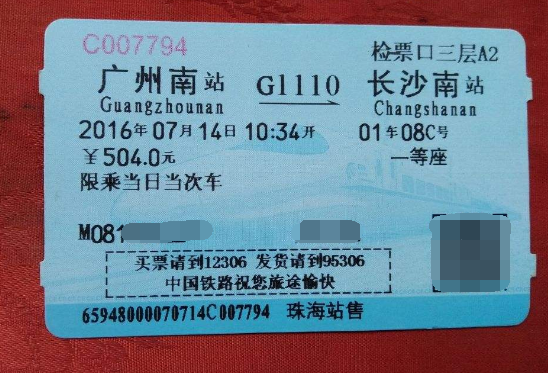 C007794 检票口三层A2
广州南站 G1110 长沙南站
Guangzhounan Changshanan
2016年07月14日10:34开 01车08C号
￥504.0元 一等座
限乘当日当次车
M081
买票请到12306 发货请到95306
中国铁路祝您旅途愉快
65948000070714C007794 珠海站售